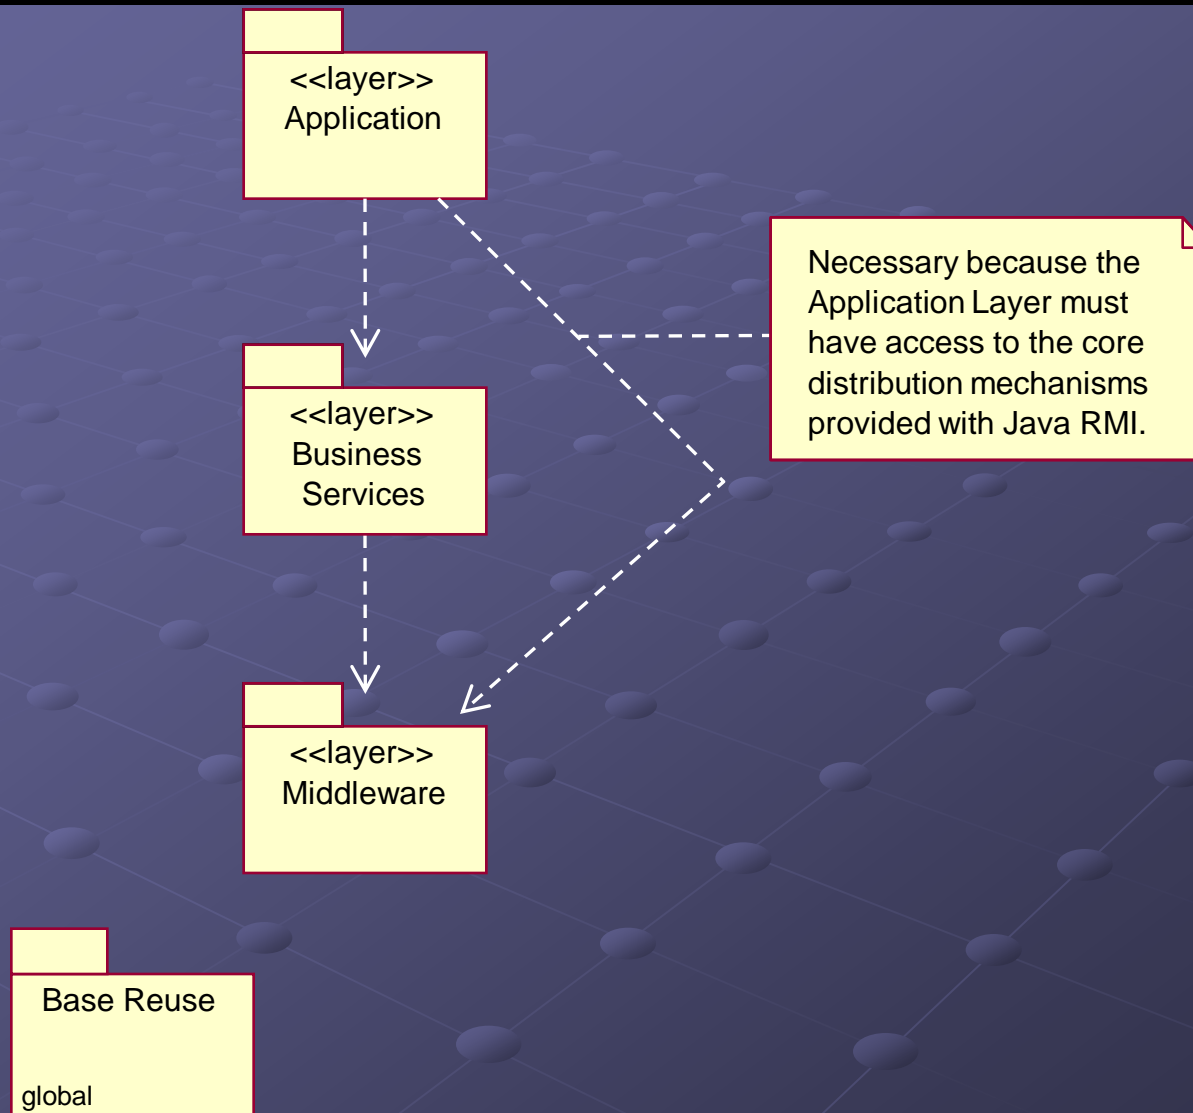 <<layer>>
Application
Necessary because the
Application Layer must
have access to the core
distribution mechanisms
provided with Java RMI.
<<layer>>
Business
Services
<<layer>>
Middleware
Base Reuse
global